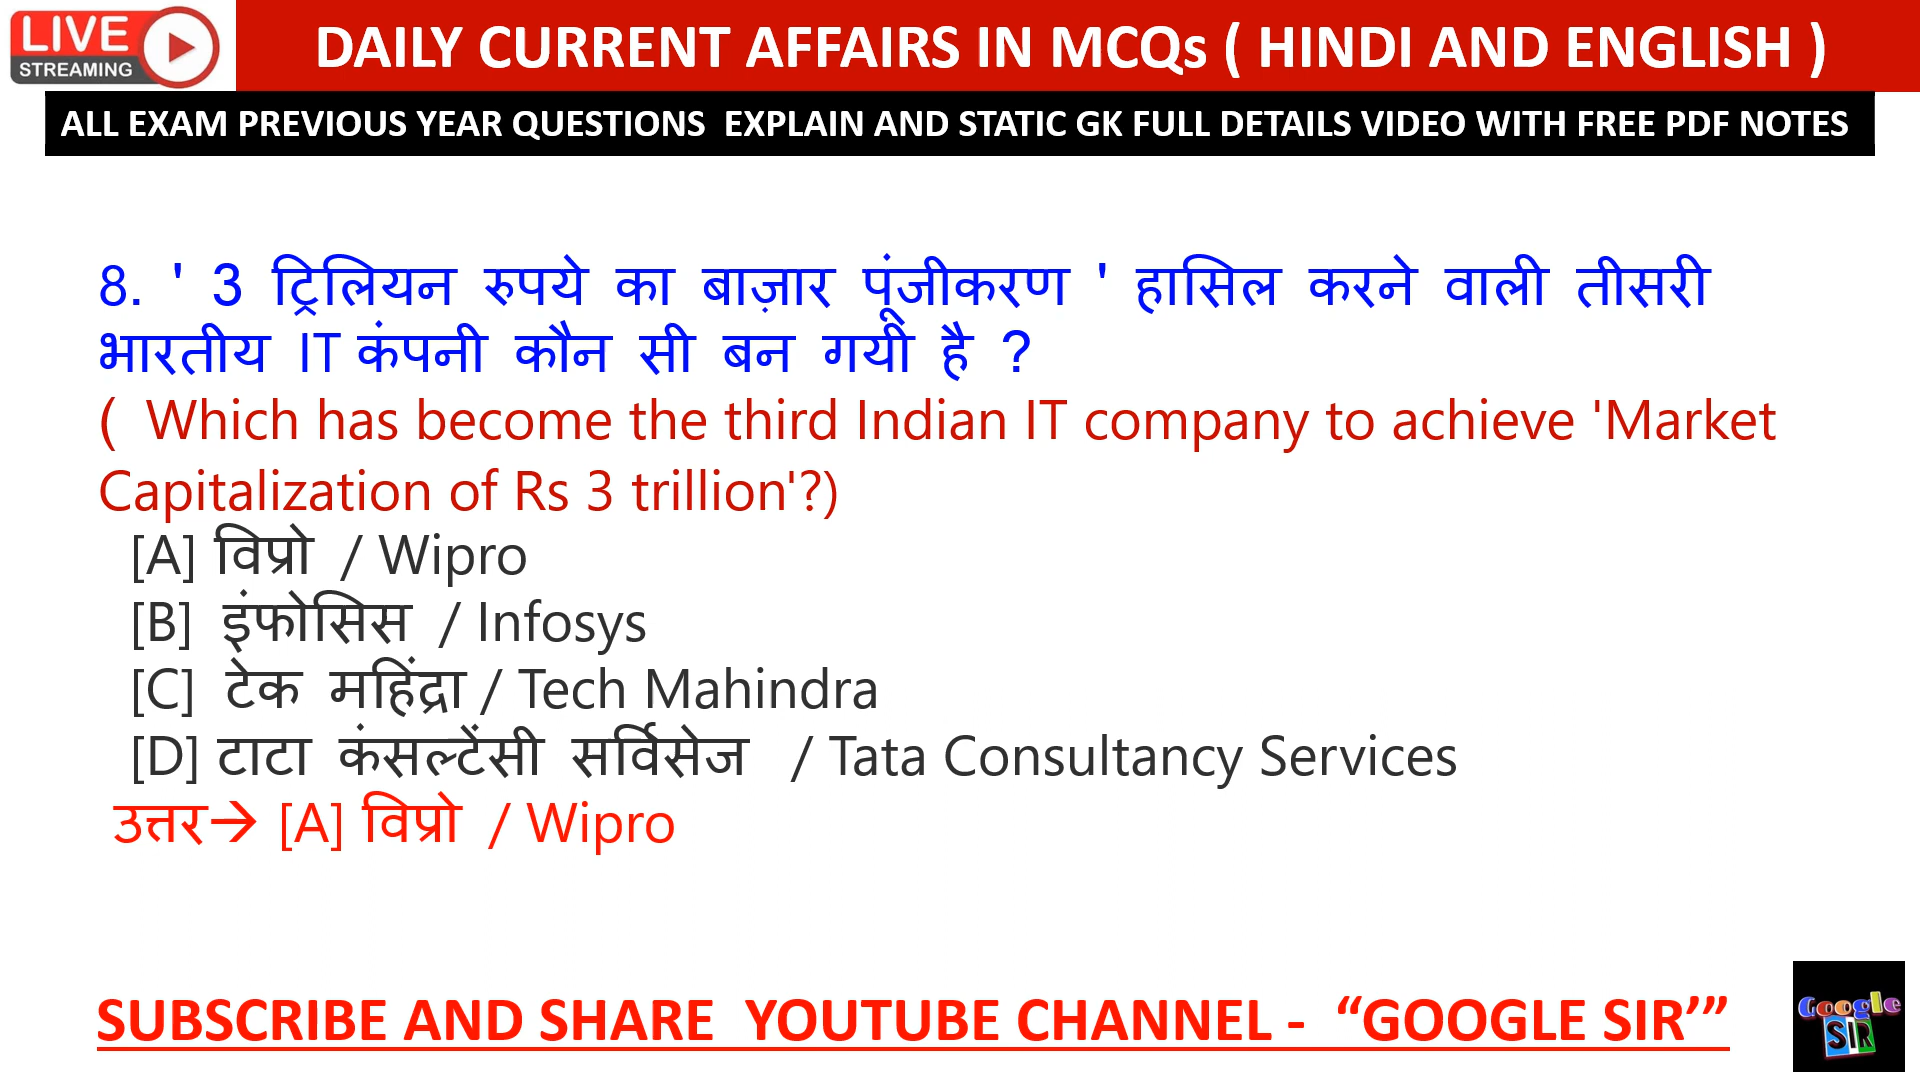 LIVE
STREAMING
DAILY CURRENT AFFAIRS IN MCQs ( HINDI AND ENGLISH )
ALL EXAM PREVIOUS YEAR QUESTIONS EXPLAIN AND STATIC GK FULL DETAILS VIDEO WITH FREE PDF NOTES
8. ' 3 ट्रिलियन रुपये का बाज़ार पूंजीकरण ' हासिल करने वाली तीसरी
भारतीय IT कंपनी कौन सी बन गयी है ?
( Which has become the third Indian IT company to achieve 'Market
Capitalization of Rs 3 trillion'?)
[A] विप्रो / Wipro
[B] इंफोसिस / Infosys
[C] टेक महिंद्रा / Tech Mahindra
[D] टाटा कंसल्टेंसी सर्विसेज / Tata Consultancy Services
उत्तर→ [A] विप्रो / Wipro
SUBSCRIBE AND SHARE YOUTUBE CHANNEL - “GOOGLE SIR’”
Google
SIR